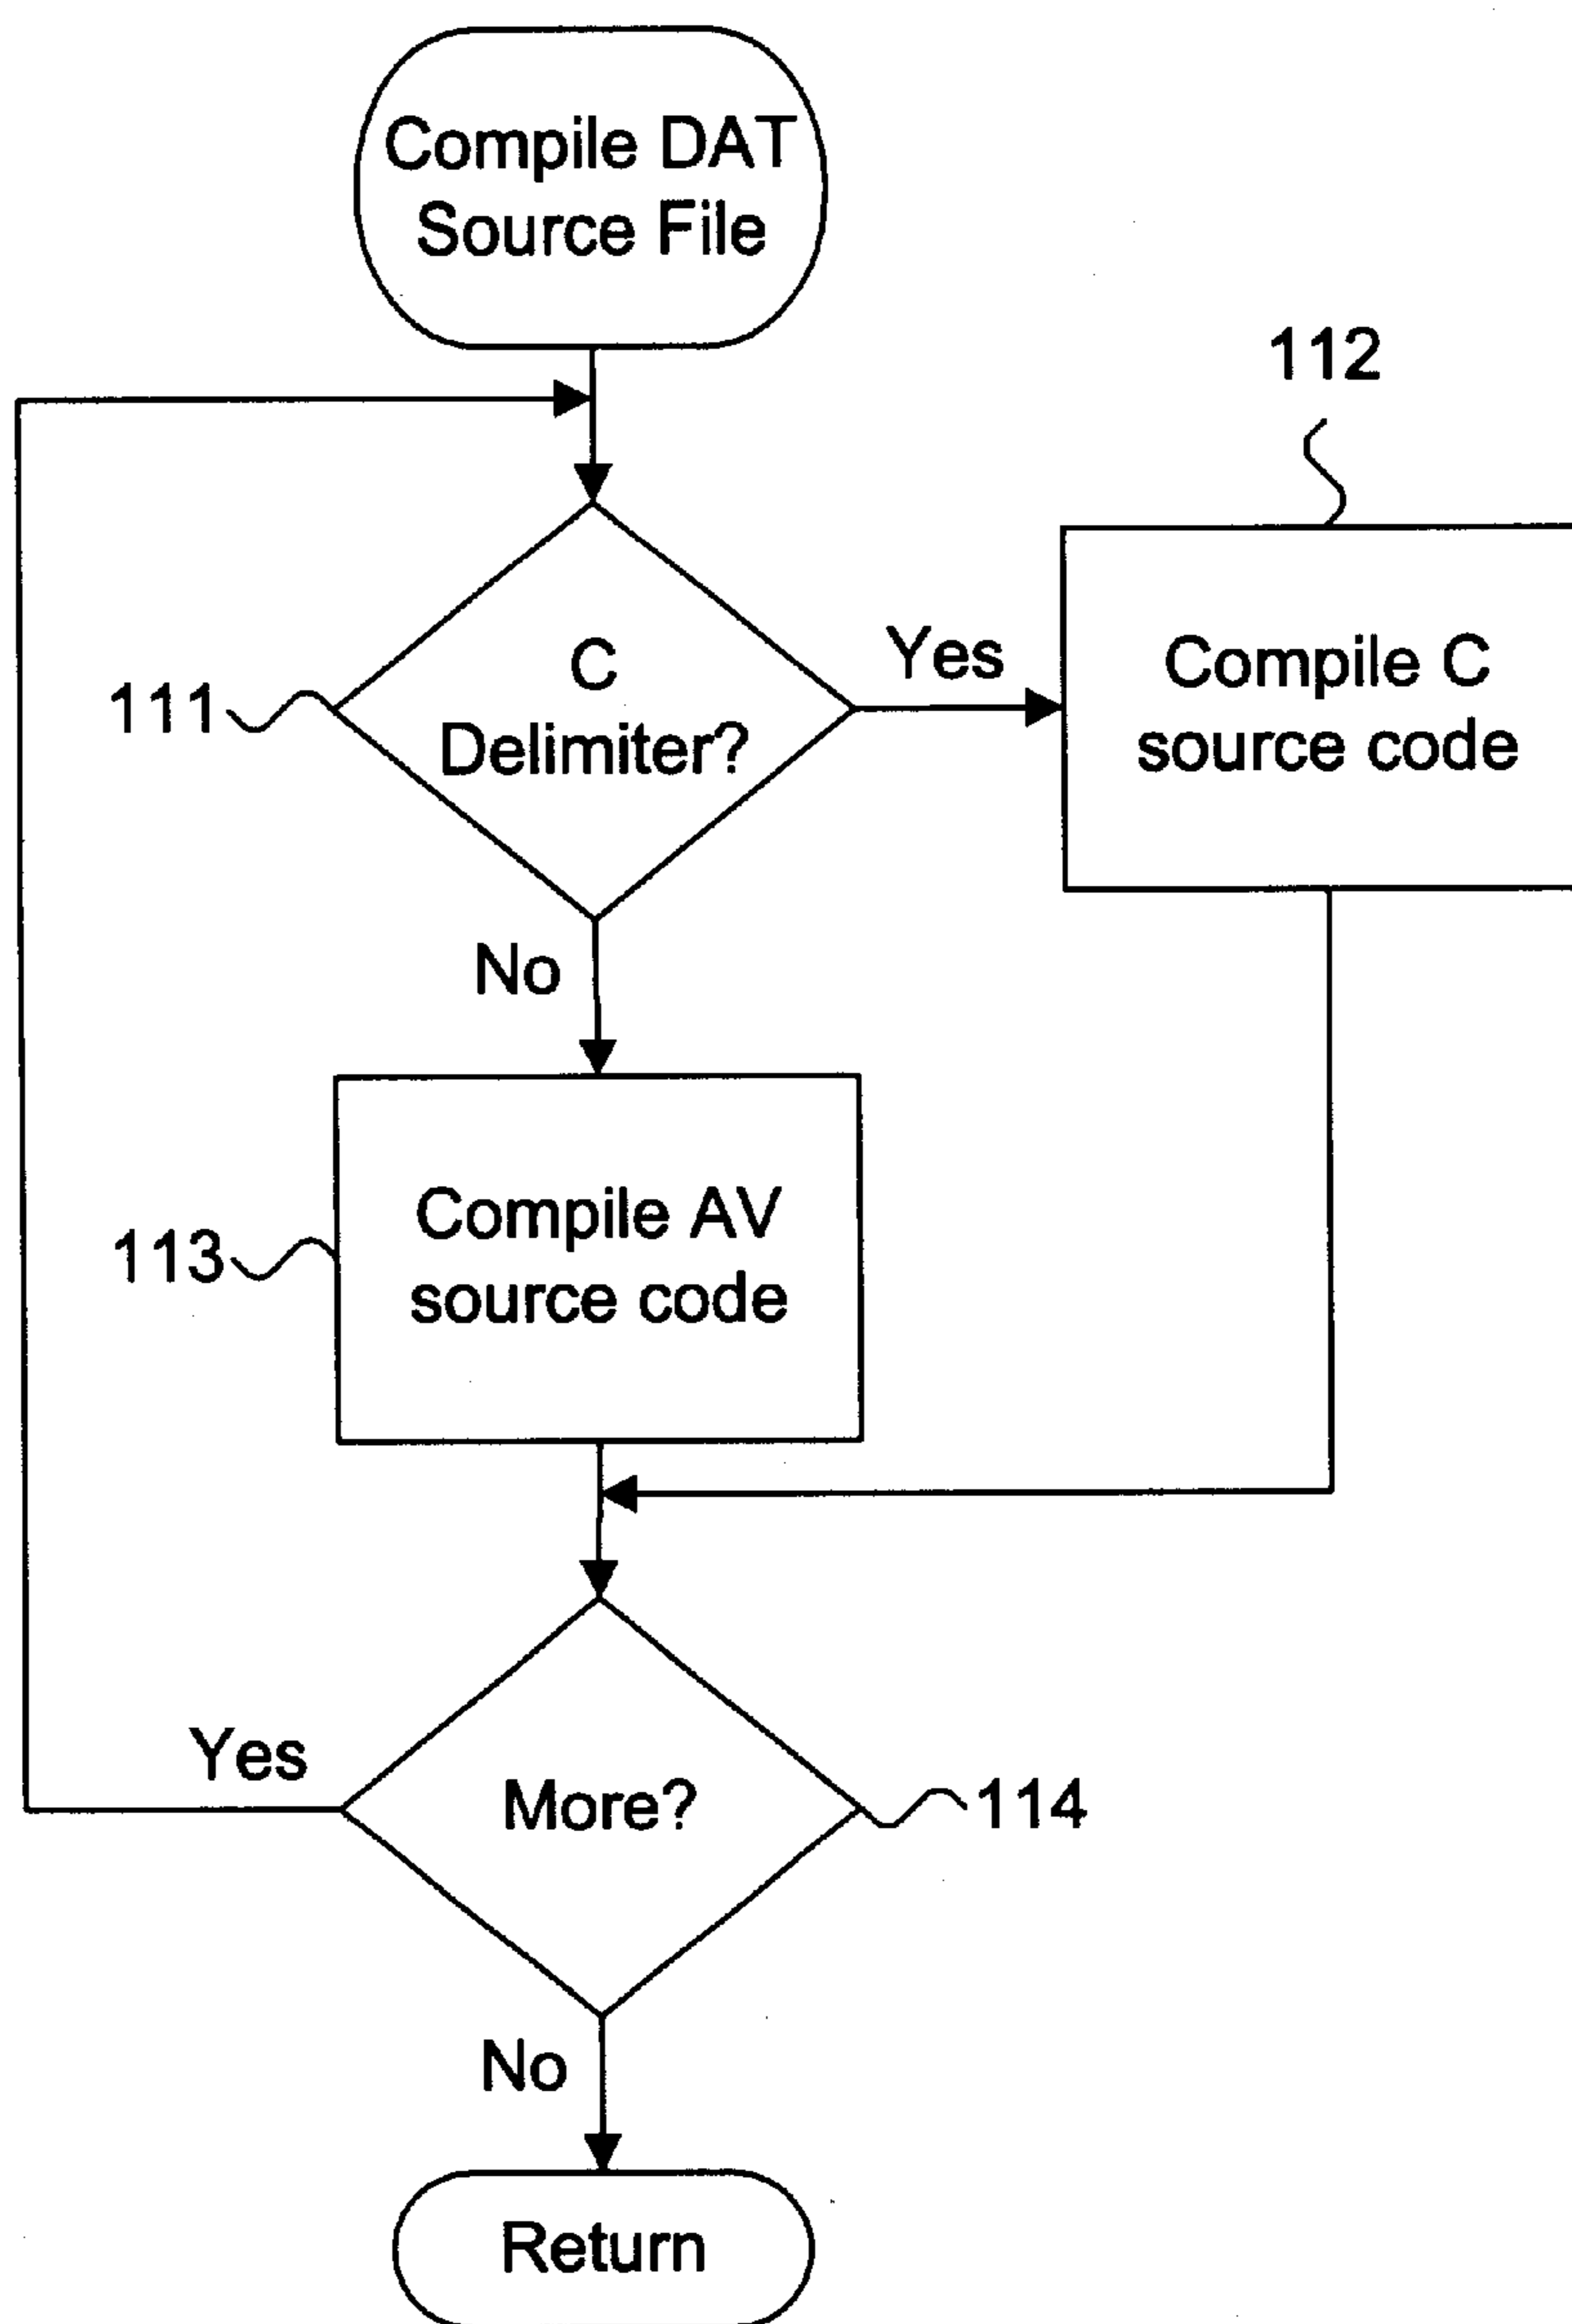 Compile DAT
Source File
112
111
C
Delimiter?
Yes
Compile C
source code
No
113
Compile AV
source code
Yes
More?
114
No
Return